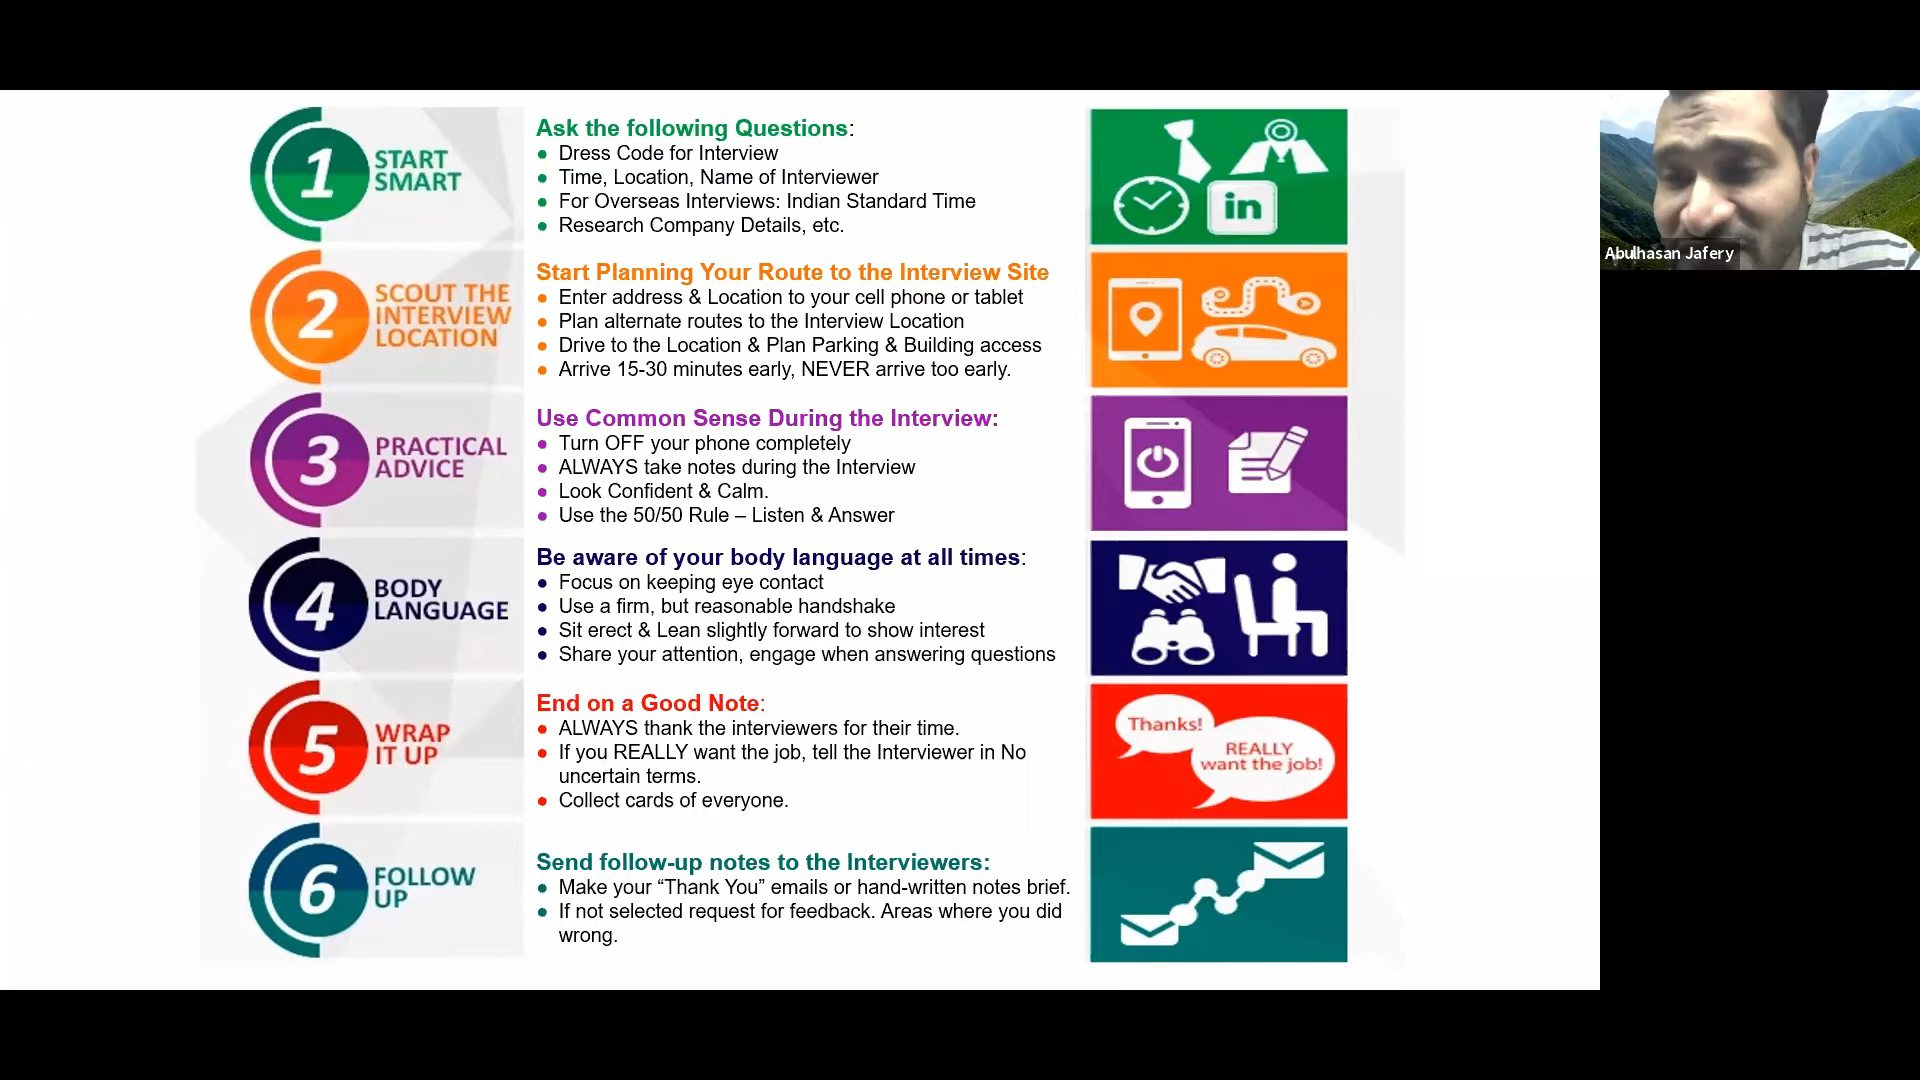 1
START
SMART
Ask the following Questions:
● Dress Code for Interview
● Time, Location, Name of Interviewer
● For Overseas Interviews: Indian Standard Time
● Research Company Details, etc.
in
Abulhasan Jafery
2
SCOUT THE
INTERVIEW
LOCATION
Start Planning Your Route to the Interview Site
● Enter address & Location to your cell phone or tablet
● Plan alternate routes to the Interview Location
● Drive to the Location & Plan Parking & Building access
● Arrive 15-30 minutes early, NEVER arrive too early.
3
PRACTICAL
ADVICE
Use Common Sense During the Interview:
● Turn OFF your phone completely
● ALWAYS take notes during the Interview
● Look Confident & Calm.
● Use the 50/50 Rule – Listen & Answer
4
BODY
LANGUAGE
Be aware of your body language at all times:
● Focus on keeping eye contact
● Use a firm, but reasonable handshake
● Sit erect & Lean slightly forward to show interest
● Share your attention, engage when answering questions
5
WRAP
IT UP
End on a Good Note:
● ALWAYS thank the interviewers for their time.
● If you REALLY want the job, tell the Interviewer in No
uncertain terms.
● Collect cards of everyone.
Thanks!
REALLY
want the job!
6
FOLLOW
UP
Send follow-up notes to the Interviewers:
● Make your “Thank You” emails or hand-written notes brief.
● If not selected request for feedback. Areas where you did
wrong.